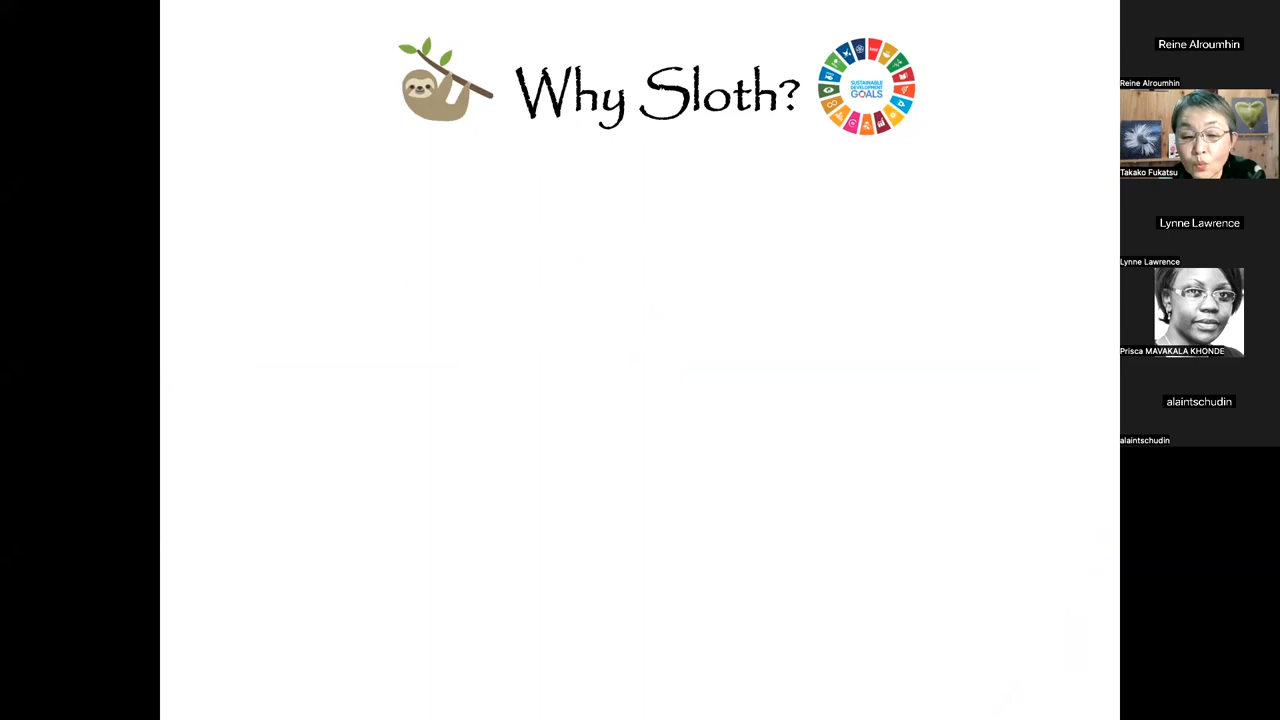 Why Sloth?
SUSTAINABLE
DEVELOPMENT
GOALS
Reine Alroumhin
Reine Alroumhin
Takako Fukatsu
Lynne Lawrence
Lynne Lawrence
Prisca MAVAKALA KHONDE
alaintschudin
alaintschudin